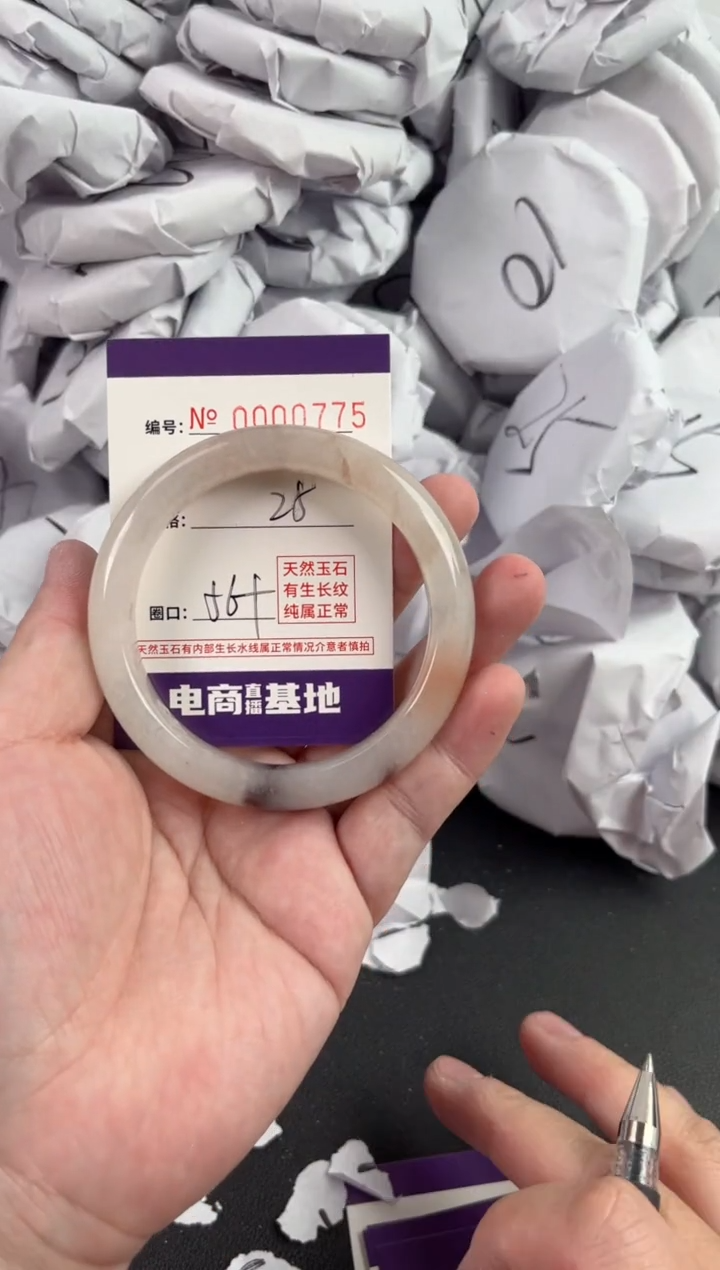 编号: № 0000775
格: 28
天然玉石
有生长纹
纯属正常
圈口: 56+
天然玉石有内部生长水线属正常情况介意者慎拍
电商直播基地